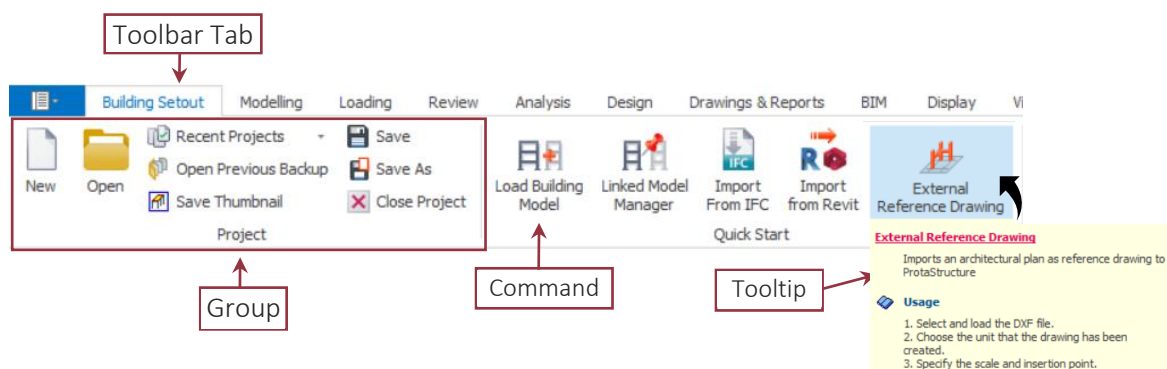 Toolbar Tab
Building Setout Modelling Loading Review Analysis Design Drawings & Reports BIM Display Vi
New
Open
Recent Projects
Open Previous Backup
Save Thumbnail
Save
Save As
Close Project
Project
Load Building
Model
Linked Model
Manager
IFC
Import
From IFC
R
Import
from Revit
External
Reference Drawing
Quick Start
Group
Command
Tooltip
External Reference Drawing
Imports an architectural plan as reference drawing to
ProtaStructure
Usage
1. Select and load the DXF file.
2. Choose the unit that the drawing has been
created.
3. Specify the scale and insertion point.